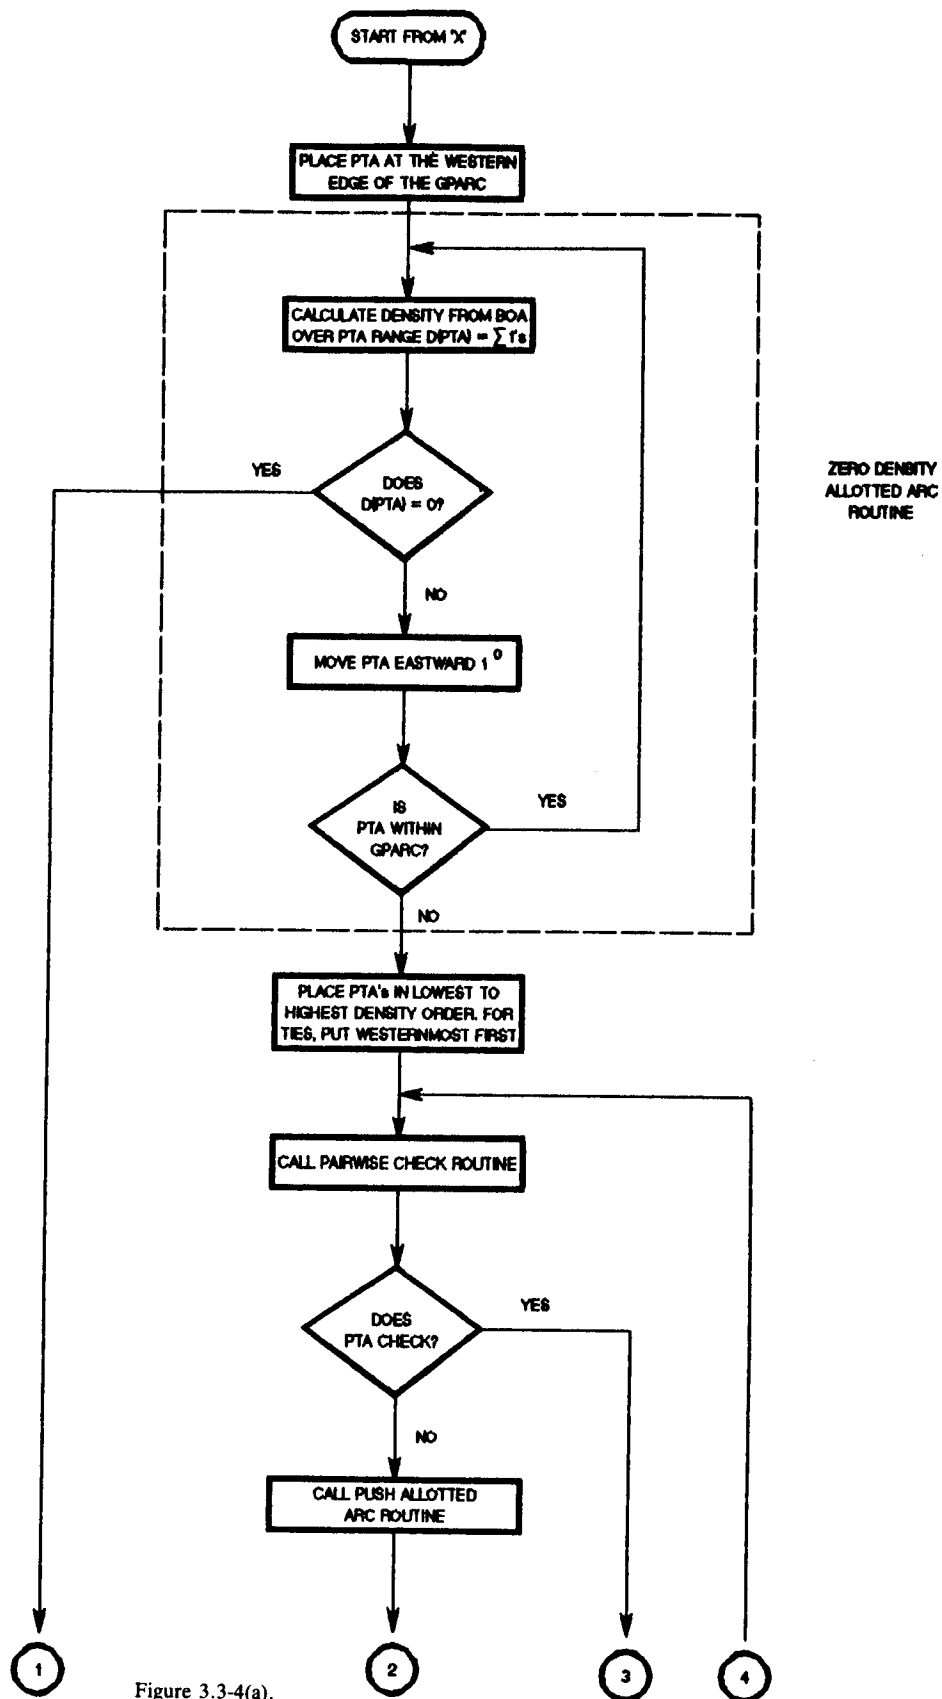 START FROM 'X'
PLACE PTA AT THE WESTERN
EDGE OF THE GPARC
CALCULATE DENSITY FROM BOA
OVER PTA RANGE D(PTA) = ∑ f's
YES
DOES
D(PTA) = 0?
ZERO DENSITY
ALLOTTED ARC
ROUTINE
NO
MOVE PTA EASTWARD 1°
IS
PTA WITHIN
GPARC?
YES
NO
PLACE PTA's IN LOWEST TO
HIGHEST DENSITY ORDER. FOR
TIES, PUT WESTERNMOST FIRST
CALL PAIRWISE CHECK ROUTINE
DOES
PTA CHECK?
YES
NO
CALL PUSH ALLOTTED
ARC ROUTINE
1
2
3
4
Figure 3.3-4(a).